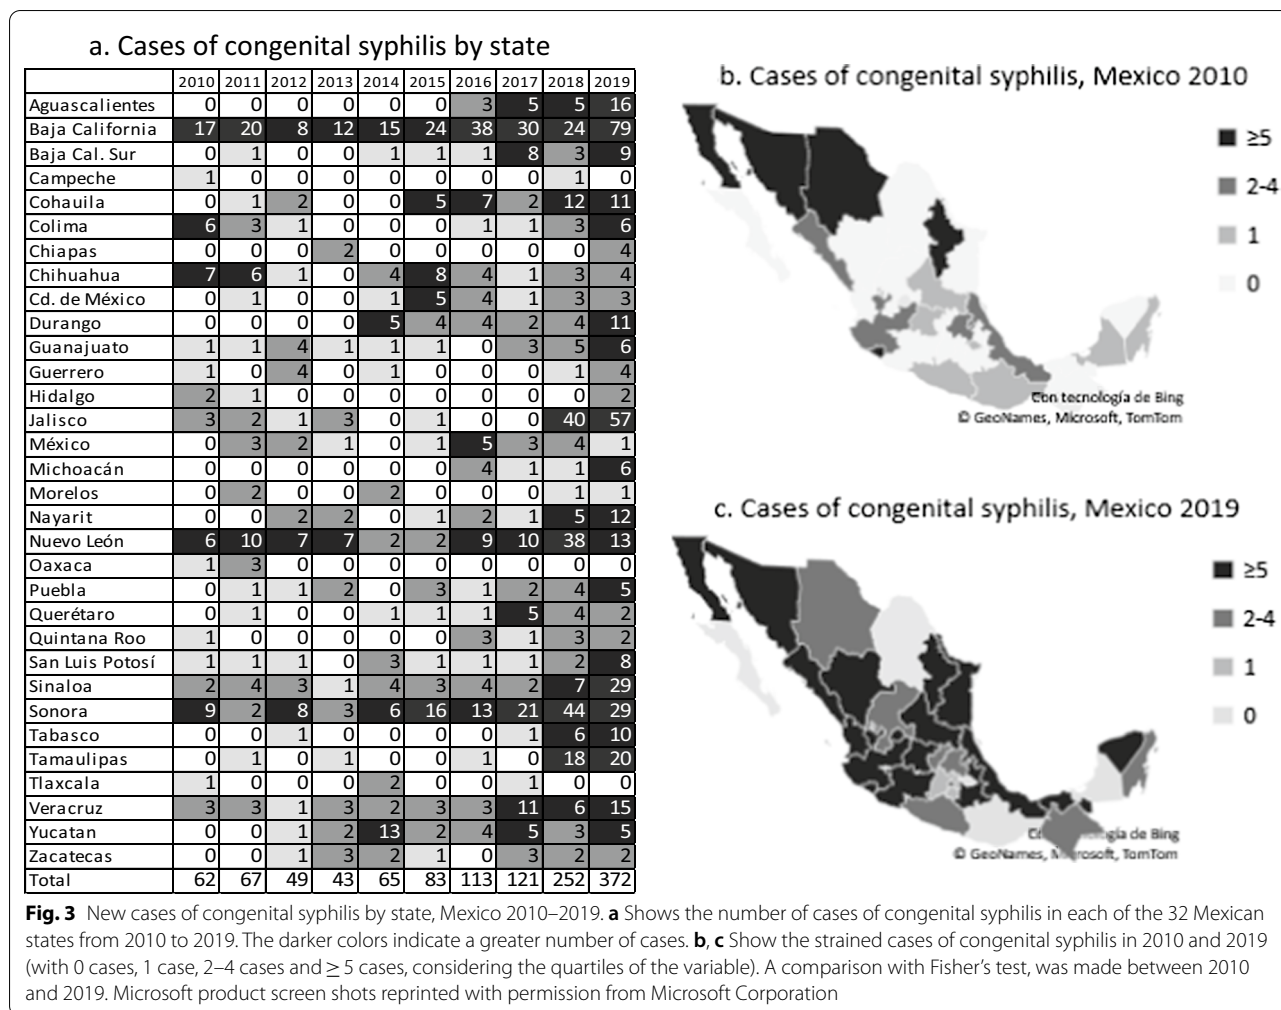 a. Cases of congenital syphilis by state
2010 2011 2012 2013 2014 2015 2016 2017 2018 2019
Aguascalientes 0 0 0 0 0 0 3 5 5 16
Baja California 17 20 8 12 15 24 38 30 24 79
Baja Cal. Sur 0 1 0 0 1 1 1 8 3 9
Campeche 1 0 0 0 0 0 0 0 1 0
Cohauila 0 1 2 0 0 5 7 2 12 11
Colima 6 3 1 0 0 0 1 1 3 6
Chiapas 0 0 0 2 0 0 0 0 0 4
Chihuahua 7 6 1 0 4 8 4 1 3 4
Cd. de México 0 1 0 0 1 5 4 1 3 3
Durango 0 0 0 0 5 4 4 2 4 11
Guanajuato 1 1 4 1 1 1 0 3 5 6
Guerrero 1 0 4 0 1 0 0 0 1 4
Hidalgo 2 1 0 0 0 0 0 0 0 2
Jalisco 3 2 1 3 0 1 0 0 40 57
México 0 3 2 1 0 1 5 3 4 1
Michoacán 0 0 0 0 0 0 4 1 1 6
Morelos 0 2 0 0 2 0 0 0 1 1
Nayarit 0 0 2 2 0 1 2 1 5 12
Nuevo León 6 10 7 7 2 2 9 10 38 13
Oaxaca 1 3 0 0 0 0 0 0 0 0
Puebla 0 1 1 2 0 3 1 2 4 5
Querétaro 0 1 0 0 1 1 1 5 4 2
Quintana Roo 1 0 0 0 0 0 3 1 3 2
San Luis Potosí 1 1 1 0 3 1 1 1 2 8
Sinaloa 2 4 3 1 4 3 4 2 7 29
Sonora 9 2 8 3 6 16 13 21 44 29
Tabasco 0 0 1 0 0 0 0 1 6 10
Tamaulipas 0 1 0 1 0 0 1 0 18 20
Tlaxcala 1 0 0 0 2 0 0 1 0 0
Veracruz 3 3 1 3 2 3 3 11 6 15
Yucatan 0 0 1 2 13 2 4 5 3 5
Zacatecas 0 0 1 3 2 1 0 3 2 2
Total 62 67 49 43 65 83 113 121 252 372
b. Cases of congenital syphilis, Mexico 2010
≥5
2-4
1
0
Con tecnología de Bing
© GeoNames, Microsoft, TomTom
c. Cases of congenital syphilis, Mexico 2019
≥5
2-4
1
0
de Bing
© GeoNames, TomTom
Fig. 3 New cases of congenital syphilis by state, Mexico 2010–2019. a Shows the number of cases of congenital syphilis in each of the 32 Mexican
states from 2010 to 2019. The darker colors indicate a greater number of cases. b, c Show the strained cases of congenital syphilis in 2010 and 2019
(with 0 cases, 1 case, 2–4 cases and ≥ 5 cases, considering the quartiles of the variable). A comparison with Fisher's test, was made between 2010
and 2019. Microsoft product screen shots reprinted with permission from Microsoft Corporation